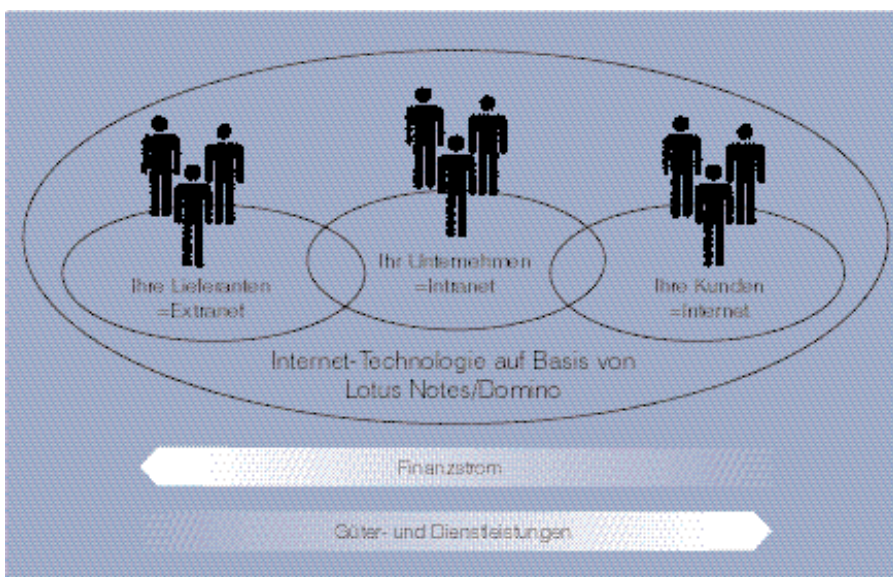 Ihre Lieferanten
=Extranet
Ihr Unternehmen
=Intranet
Ihre Kunden
=Internet
Internet-Technologie auf Basis von
Lotus Notes/Domino
Finanzstrom
Güter- und Dienstleistungen